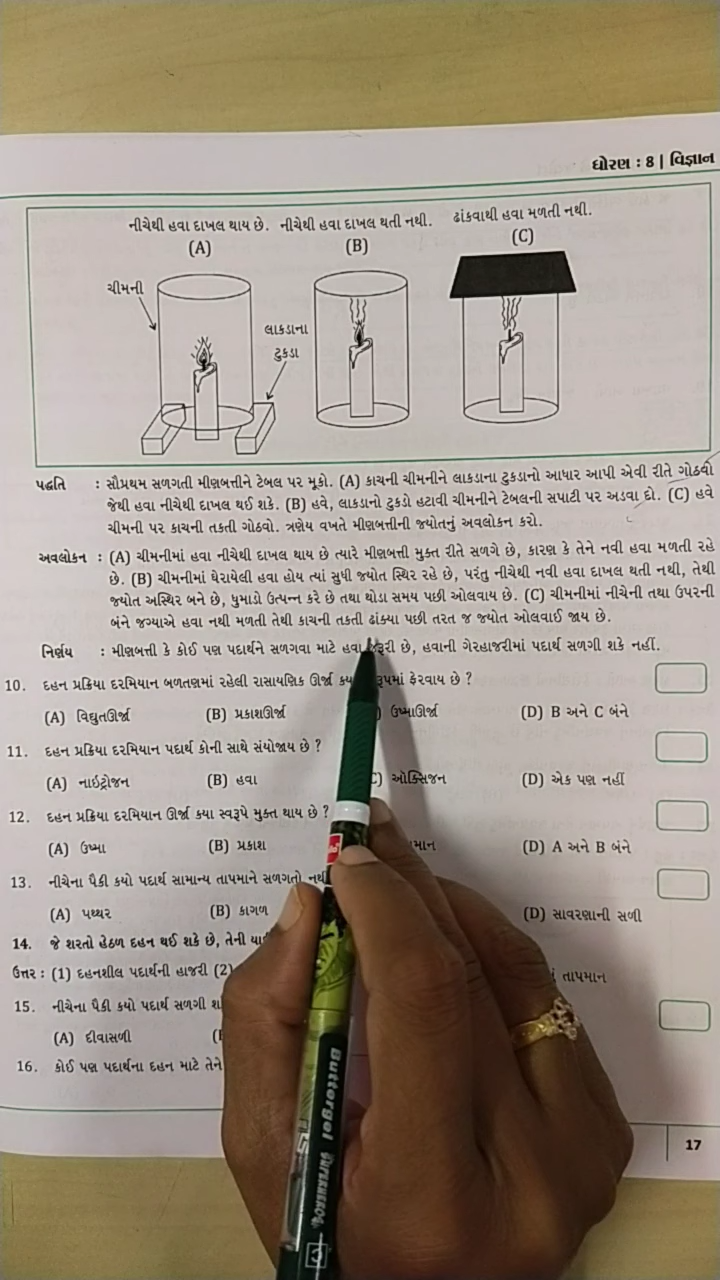 ધોરણ : 8 | વિજ્ઞાન
નીચેથી હવા દાખલ થાય છે. નીચેથી હવા દાખલ થતી નથી. ઢાંકવાથી હવા મળતી નથી.
(A) (B) (C)
ચીમની
લાકડાના
ટુકડા
પદ્ધતિ : સૌપ્રથમ સળગતી મીણબત્તીને ટેબલ પર મૂકો. (A) કાચની ચીમનીને લાકડાના ટુકડાનો આધાર આપી એવી રીતે ગોઠવો
જેથી હવા નીચેથી દાખલ થઈ શકે. (B) હવે, લાકડાનો ટુકડો હટાવી ચીમનીને ટેબલની સપાટી પર અડવા દો. (C) હવે
ચીમની પર કાચની તકતી ગોઠવો. ત્રણેય વખતે મીણબત્તીની જ્યોતનું અવલોકન કરો.
અવલોકન : (A) ચીમનીમાં હવા નીચેથી દાખલ થાય છે ત્યારે મીણબત્તી મુક્ત રીતે સળગે છે, કારણ કે તેને નવી હવા મળતી રહે
છે. (B) ચીમનીમાં ઘેરાયેલી હવા હોય ત્યાં સુધી જ્યોત સ્થિર રહે છે, પરંતુ નીચેથી નવી હવા દાખલ થતી નથી, તેથી
જ્યોત અસ્થિર બને છે, ધુમાડો ઉત્પન્ન કરે છે તથા થોડા સમય પછી ઓલવાય છે. (C) ચીમનીમાં નીચેની તથા ઉપરની
બંને જગ્યાએ હવા નથી મળતી તેથી કાચની તકતી ઢાંક્યા પછી તરત જ જ્યોત ઓલવાઈ જાય છે.
નિર્ણય : મીણબત્તી કે કોઈ પણ પદાર્થને સળગવા માટે હવા જરૂરી છે, હવાની ગેરહાજરીમાં પદાર્થ સળગી શકે નહીં.
10. દહન પ્રક્રિયા દરમિયાન બળતણમાં રહેલી રાસાયણિક ઊર્જા કયા રૂપમાં ફેરવાય છે ?
(A) વિદ્યુતઊર્જા (B) પ્રકાશઊર્જા ઉષ્માઊર્જા (D) B અને C બંને
11. દહન પ્રક્રિયા દરમિયાન પદાર્થ કોની સાથે સંયોજાય છે ?
(A) નાઇટ્રોજન (B) હવા (C) ઓક્સિજન (D) એક પણ નહીં
12. દહન પ્રક્રિયા દરમિયાન ઊર્જા કયા સ્વરૂપે મુક્ત થાય છે ?
(A) ઉષ્મા (B) પ્રકાશ (D) A અને B બંને
13. નીચેના પૈકી કયો પદાર્થ સામાન્ય તાપમાને સળગતો નથી
(A) પથ્થર (B) કાગળ (D) સાવરણાની સળી
14. જે શરતો હેઠળ દહન થઈ શકે છે, તેની
ઉત્તર : (1) દહનશીલ પદાર્થની હાજરી (2) તાપમાન
15. નીચેના પૈકી કયો પદાર્થ સળગી
(A) દીવાસળી
16. કોઈ પણ પદાર્થના દહન માટે તેને
17
Buttergel
SUPERHERO